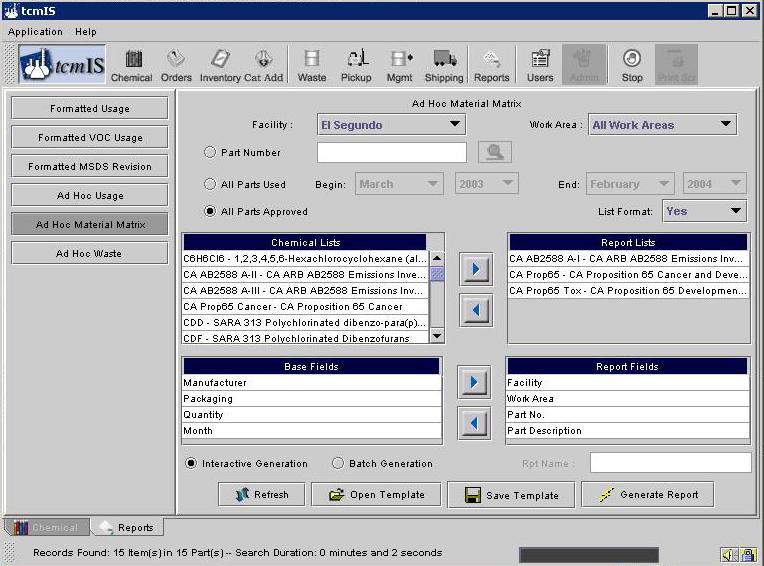 tcmIS
Application Help
tcmIS Chemical Orders Inventory Cat Add Waste Pickup Mgmt Shipping Reports Users Admin Stop Print Scr
Formatted Usage
Formatted VOC Usage
Formatted MSDS Revision
Ad Hoc Usage
Ad Hoc Material Matrix
Ad Hoc Waste
Ad Hoc Material Matrix
Facility : El Segundo Work Area : All Work Areas
Part Number
All Parts Used Begin: March 2003 End: February 2004
All Parts Approved List Format: Yes
Chemical Lists
C6H6Cl6 - 1,2,3,4,5,6-Hexachlorocyclohexane (al...
CA AB2588 A-II - CA ARB AB2588 Emissions Inve...
CA AB2588 A-III - CA ARB AB2588 Emissions Inv...
CA Prop65 Cancer - CA Proposition 65 Cancer
CDD - SARA 313 Polychlorinated dibenzo-para(p)...
CDF - SARA 313 Polychlorinated Dibenzofurans
Report Lists
CA AB2588 A-I - CA ARB AB2588 Emissions Inve...
CA Prop65 - CA Proposition 65 Cancer and Deve...
CA Prop65 Tox - CA Proposition 65 Developmen...
Base Fields
Manufacturer
Packaging
Quantity
Month
Report Fields
Facility
Work Area
Part No.
Part Description
Interactive Generation Batch Generation Rpt Name :
Refresh Open Template Save Template Generate Report
Chemical Reports
Records Found: 15 Item(s) in 15 Part(s) -- Search Duration: 0 minutes and 2 seconds